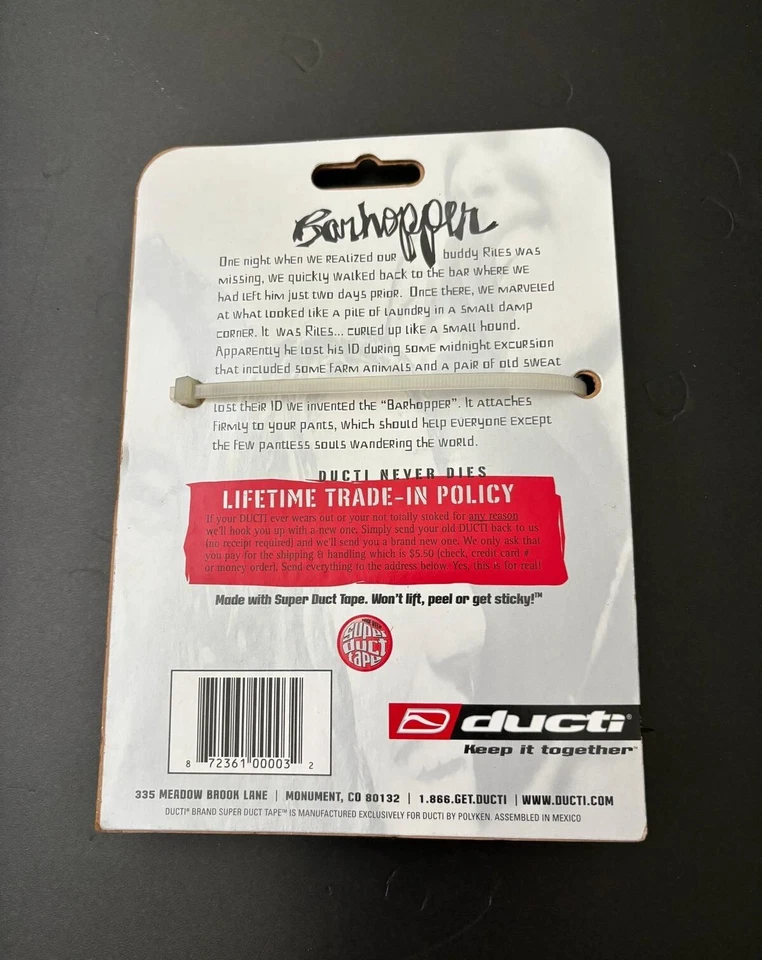 Barhopper
One night when we realized our buddy Riles was
missing, we quickly walked back to the bar where we
had left him just two days prior. Once there, we marveled
at what looked like a pile of laundry in a small damp
corner. It was Riles... curled up like a small hound.
Apparently he lost his ID during some midnight excursion
that included some farm animals and a pair of old sweat
lost their ID we invented the "Barhopper". It attaches
firmly to your pants, which should help everyone except
the few pantless souls wandering the world.
DUCTI NEVER DIES
LIFETIME TRADE-IN POLICY
If your DUCTI ever wears out or your not totally stoked for any reason
we'll hook you up with a new one. Simply send your old DUCTI back to us
(no receipt required) and we'll send you a brand new one. We only ask that
you pay for the shipping & handling which is $5.50 (check, credit card #
or money order). Send everything to the address below. Yes, this is for real!
Made with Super Duct Tape. Won't lift, peel or get sticky!™
super
duct
tape
8 72361 00003 2
ducti®
Keep it together™
335 MEADOW BROOK LANE | MONUMENT, CO 80132 | 1.866.GET.DUCTI | WWW.DUCTI.COM
DUCTI® BRAND SUPER DUCT TAPE™ IS MANUFACTURED EXCLUSIVELY FOR DUCTI BY POLYKEN. ASSEMBLED IN MEXICO